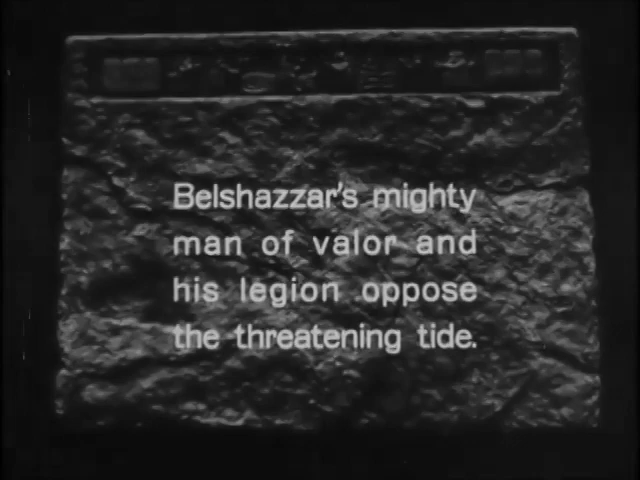 Belshazzar's mighty
man of valor and
his legion oppose
the threatening tide.